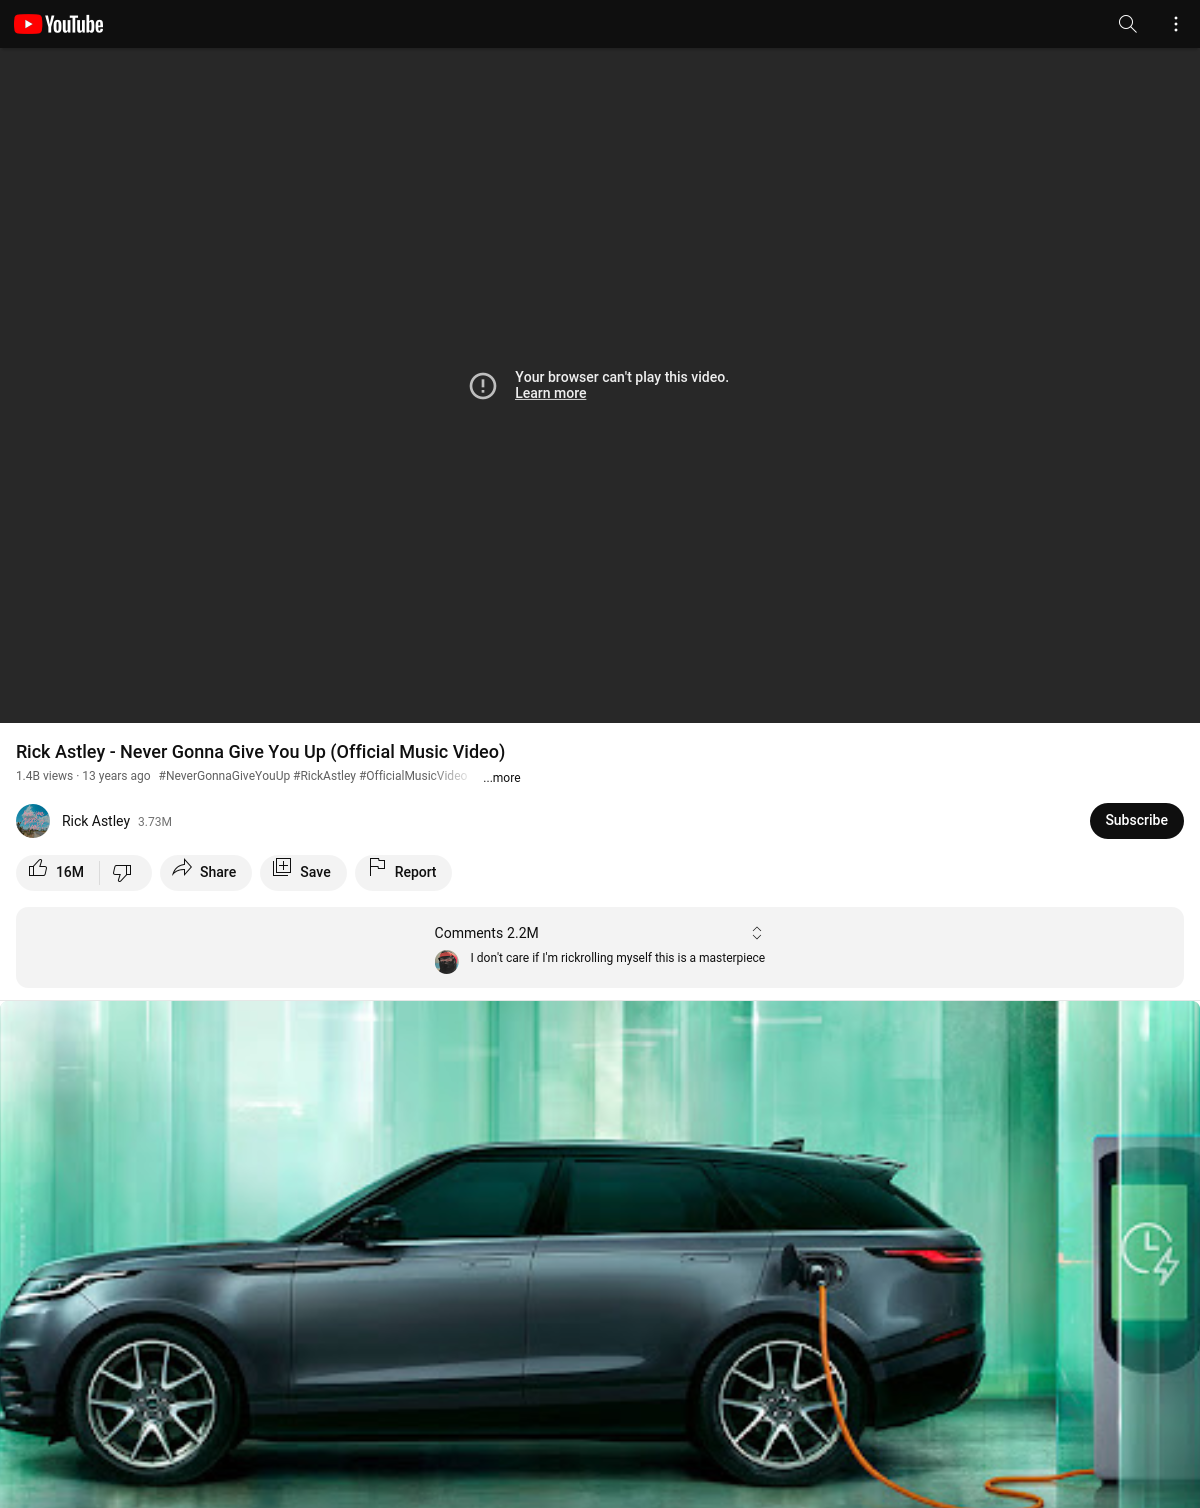 YouTube
Your browser can't play this video.
Learn more
Rick Astley - Never Gonna Give You Up (Official Music Video)
1.4B views · 13 years ago #NeverGonnaGiveYouUp #RickAstley #OfficialMusicVideo ...more
Rick Astley 3.73M
Subscribe
16M Share Save Report
Comments 2.2M
I don't care if I'm rickrolling myself this is a masterpiece